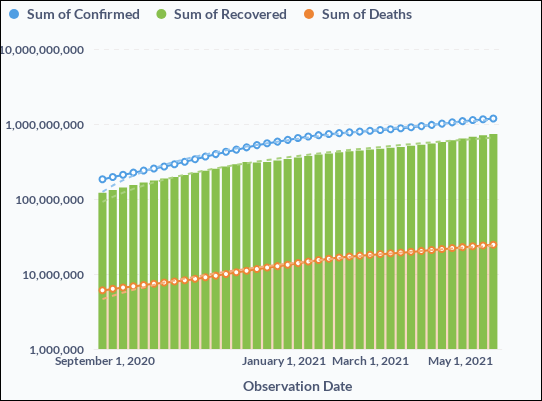 Sum of Confirmed Sum of Recovered Sum of Deaths
10,000,000,000
1,000,000,000
100,000,000
10,000,000
1,000,000
September 1, 2020 January 1, 2021 March 1, 2021 May 1, 2021
Observation Date